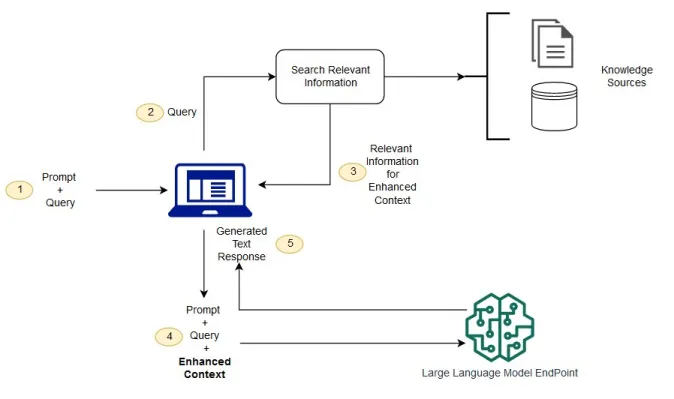 1
Prompt
+
Query
2
Query
Search Relevant
Information
Knowledge
Sources
3
Relevant
Information
for
Enhanced
Context
Generated
Text
Response
5
4
Prompt
+
Query
+
Enhanced
Context
Large Language Model EndPoint